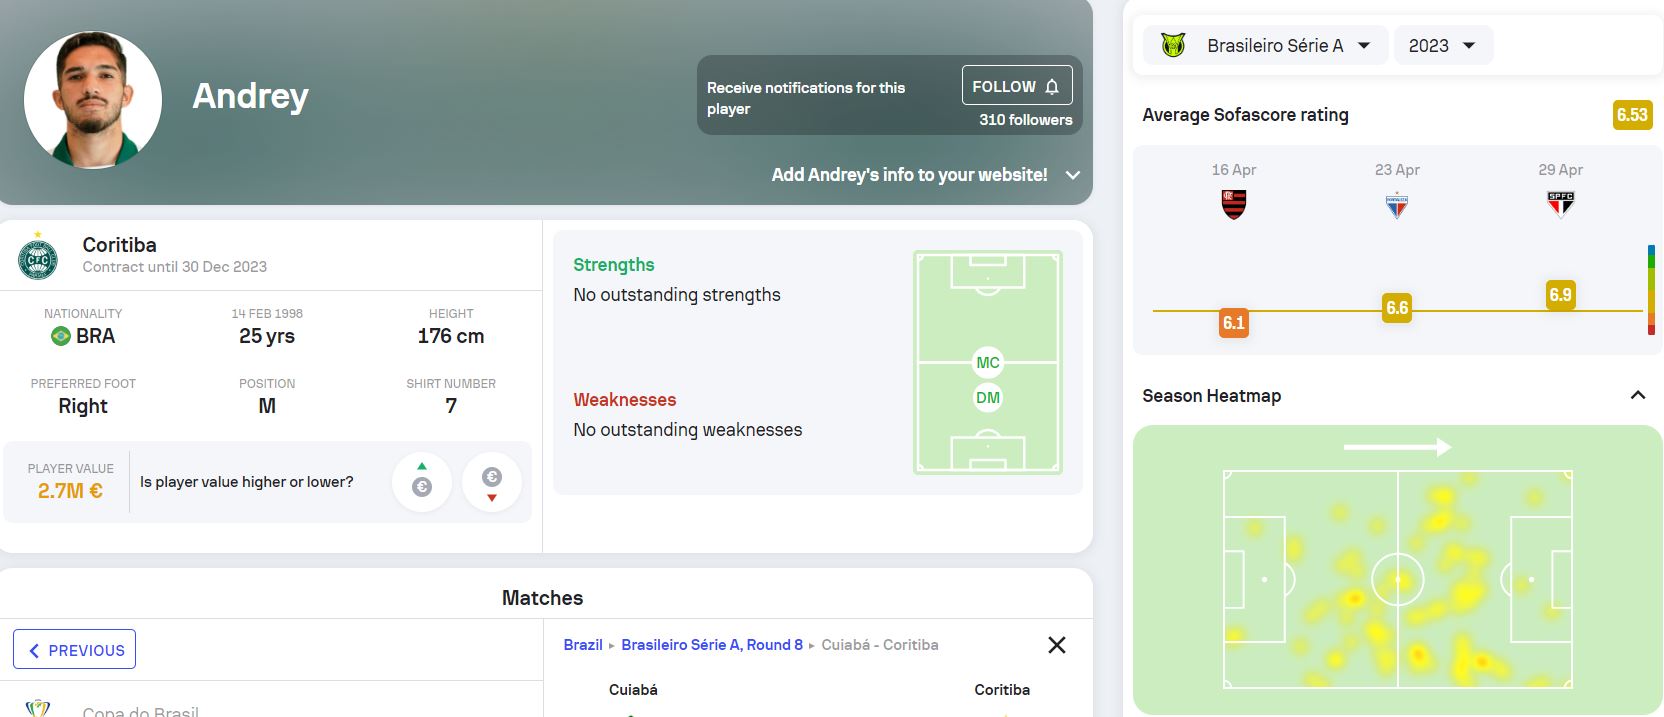 Andrey
Receive notifications for this
player
FOLLOW
310 followers
Add Andrey's info to your website!
Coritiba
Contract until 30 Dec 2023
NATIONALITY
BRA
14 FEB 1998
25 yrs
HEIGHT
176 cm
PREFERRED FOOT
Right
POSITION
M
SHIRT NUMBER
7
PLAYER VALUE
2.7M €
Is player value higher or lower?
€
€
Strengths
No outstanding strengths
Weaknesses
No outstanding weaknesses
MC
DM
Matches
PREVIOUS
Copa do Brasil
Brazil ▸ Brasileiro Série A, Round 8 ▸ Cuiabá - Coritiba
Cuiabá
Coritiba
Brasileiro Série A
2023
Average Sofascore rating
6.53
16 Apr
23 Apr
29 Apr
SPFC
6.1
6.6
6.9
Season Heatmap